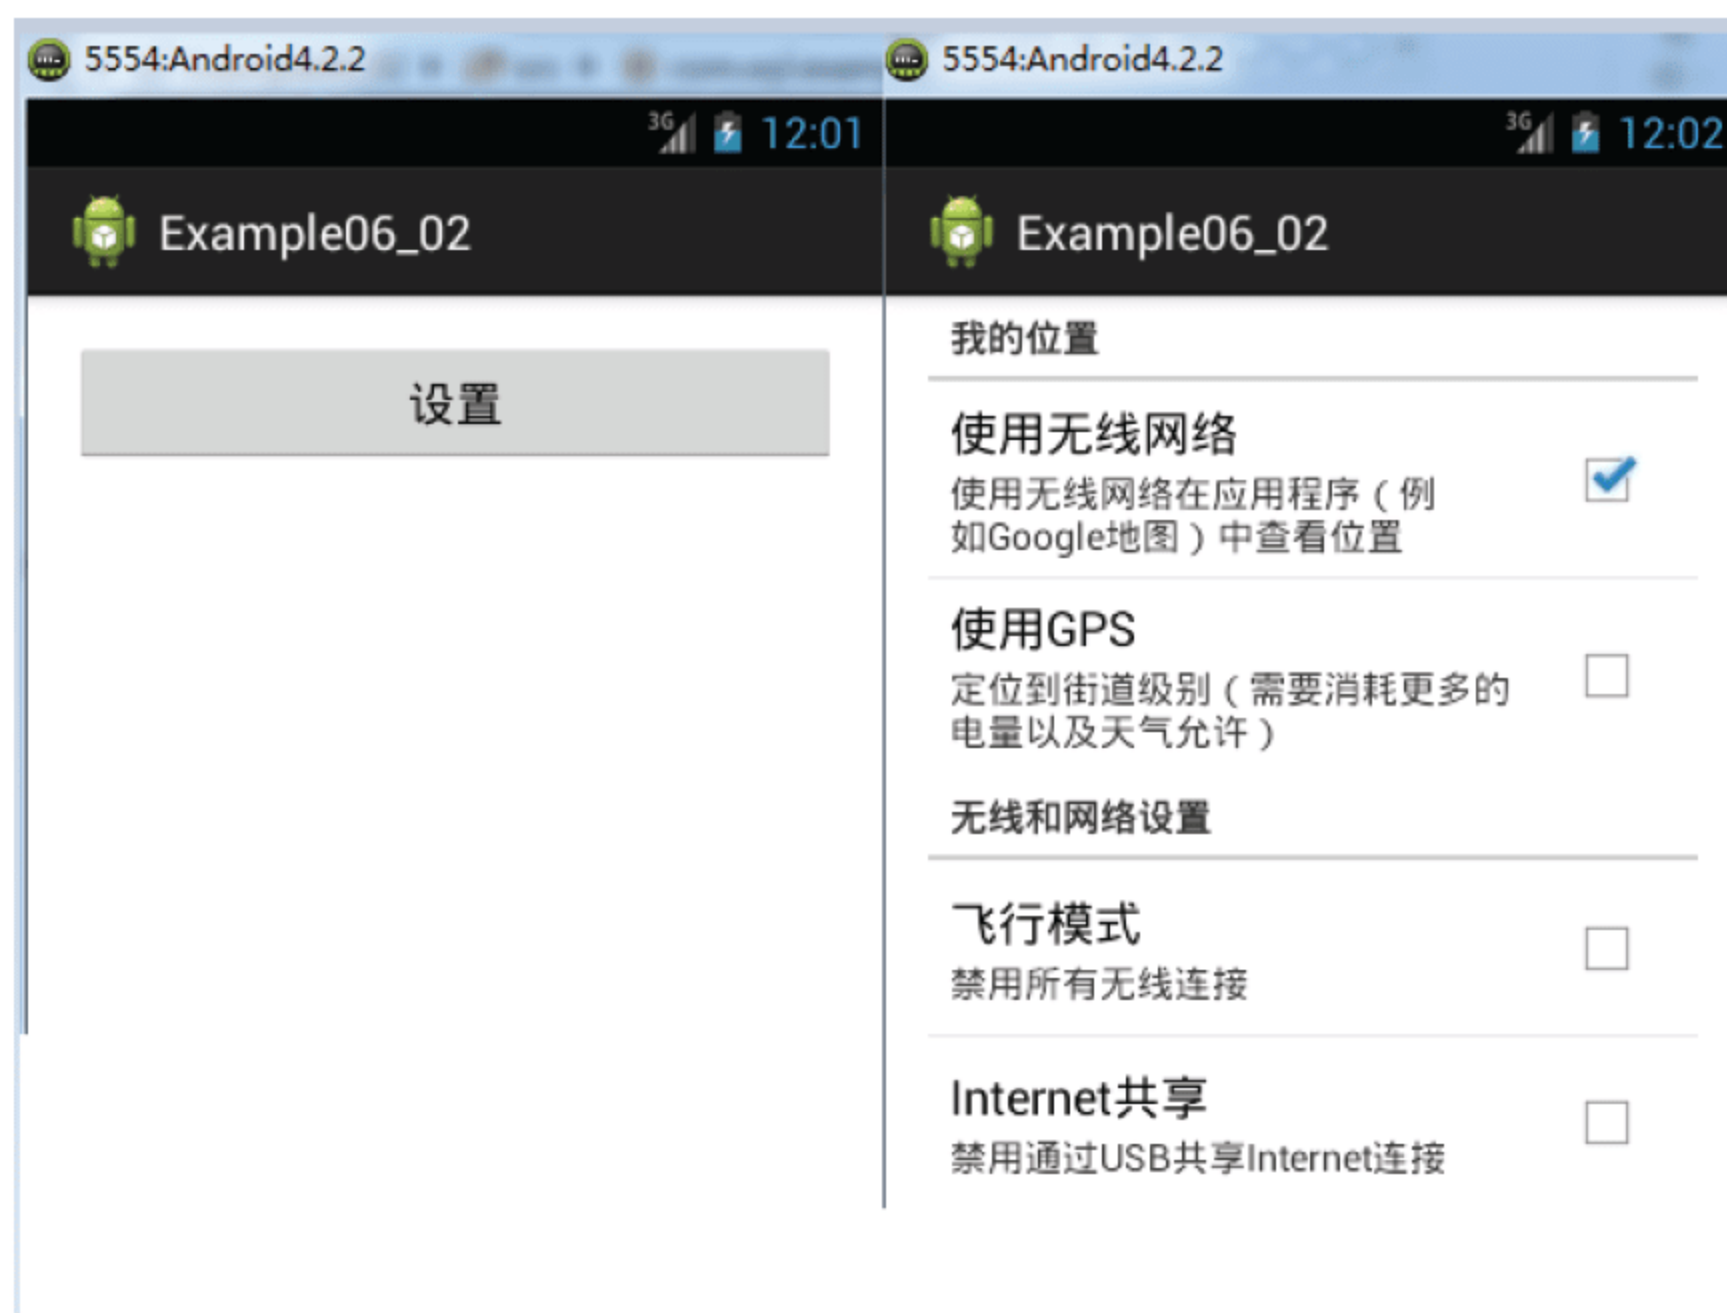 5554:Android4.2.2
3G 12:01
Example06_02
设置
5554:Android4.2.2
3G 12:02
Example06_02
我的位置
使用无线网络
使用无线网络在应用程序（例
如Google地图）中查看位置
使用GPS
定位到街道级别（需要消耗更多的
电量以及天气允许）
无线和网络设置
飞行模式
禁用所有无线连接
Internet共享
禁用通过USB共享Internet连接